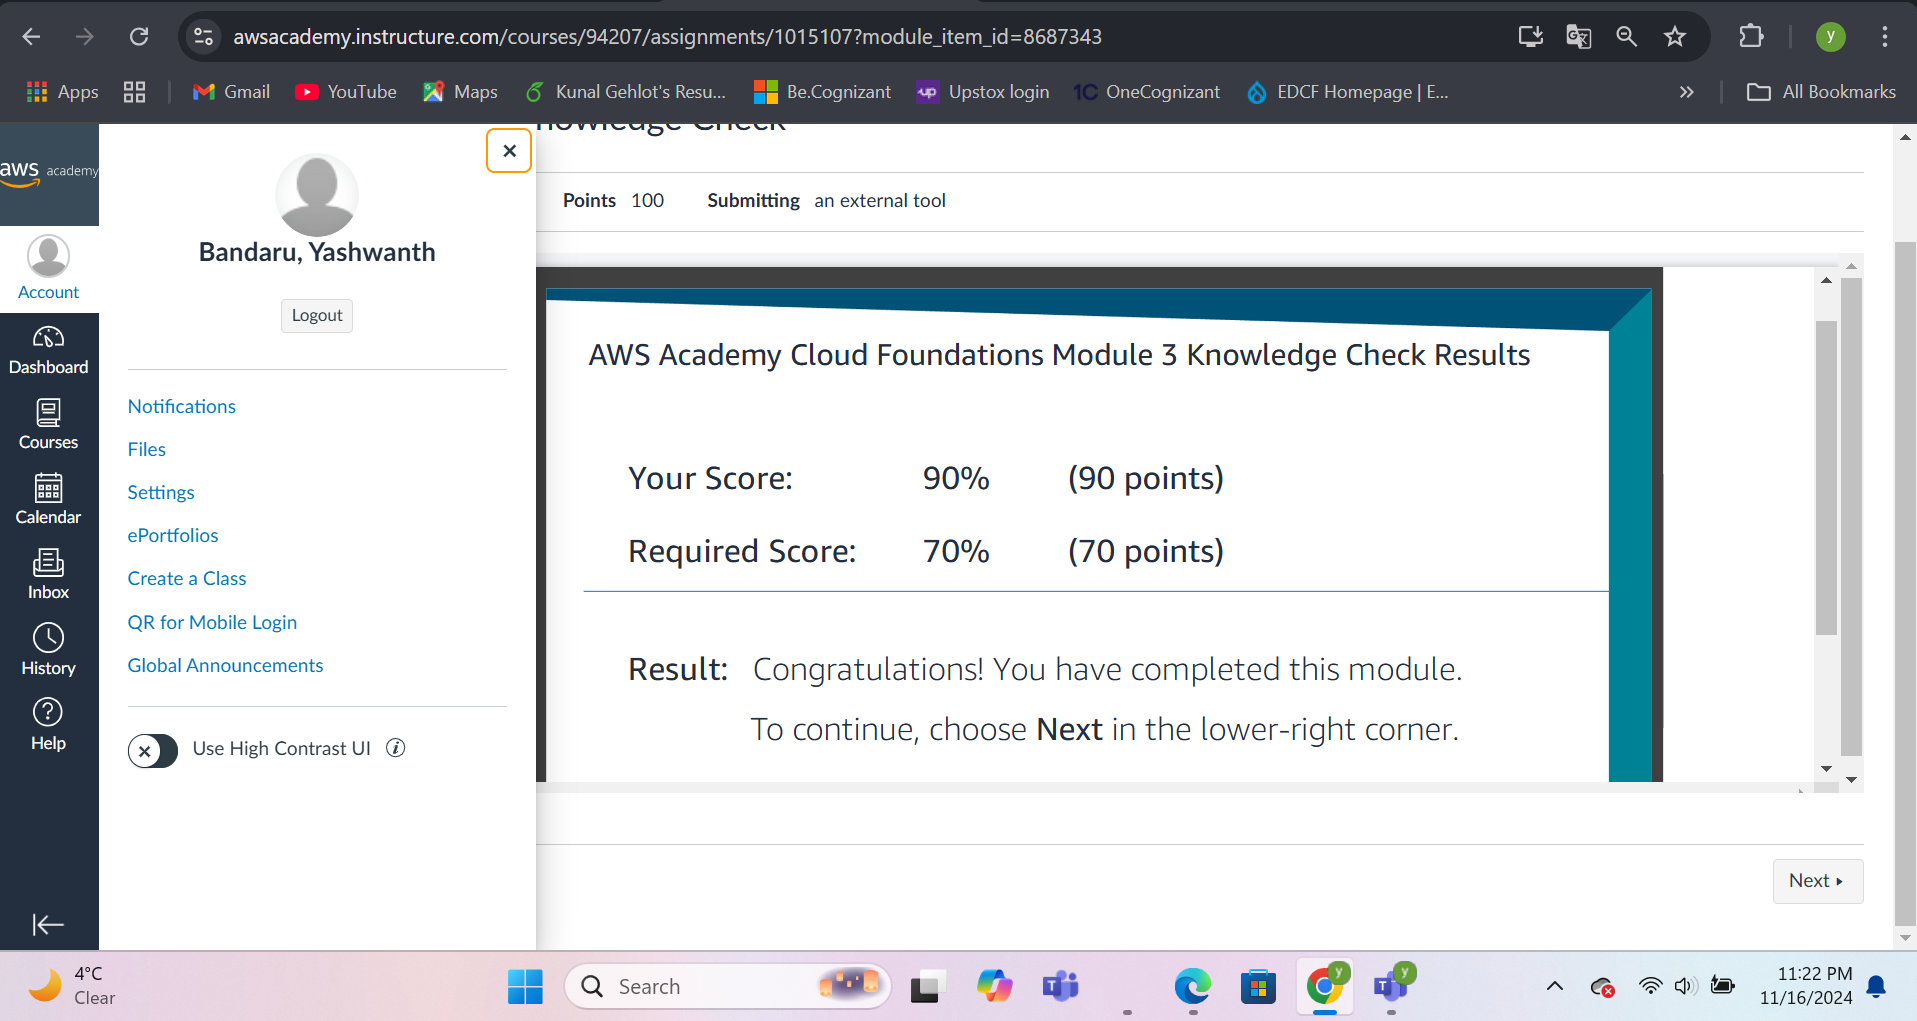 awsacademy.instructure.com/courses/94207/assignments/1015107?module_item_id=8687343
y
Apps
Gmail
YouTube
Maps
Kunal Gehlot's Resu...
Be.Cognizant
up
Upstox login
1C
OneCognizant
EDCF Homepage | E...
All Bookmarks
aws academy
Account
Dashboard
Courses
Calendar
Inbox
History
Help
Bandaru, Yashwanth
Logout
Notifications
Files
Settings
ePortfolios
Create a Class
QR for Mobile Login
Global Announcements
Use High Contrast UI
nowledge Check
Points 100 Submitting an external tool
AWS Academy Cloud Foundations Module 3 Knowledge Check Results
Your Score: 90% (90 points)
Required Score: 70% (70 points)
Result: Congratulations! You have completed this module.
To continue, choose Next in the lower-right corner.
Next
4°C
Clear
Search
T
y
T
y
11:22 PM
11/16/2024